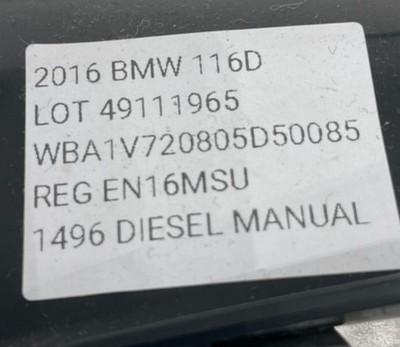 2016 BMW 116D
LOT 49111965
WBA1V720805D50085
REG EN16MSU
1496 DIESEL MANUAL